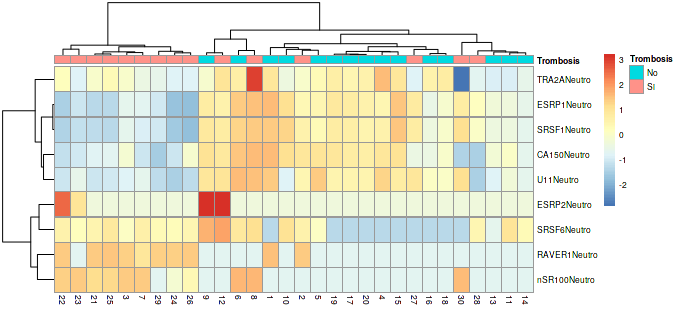 Trombosis
TRA2ANeutro
ESRP1Neutro
SRSF1Neutro
CA150Neutro
U11Neutro
ESRP2Neutro
SRSF6Neutro
RAVER1Neutro
nSR100Neutro
22 23 21 25 3 7 29 24 26 9 12 6 8 1 10 2 5 19 17 20 4 15 27 16 18 30 28 13 11 14
3
2
1
0
-1
-2
Trombosis
No
SI